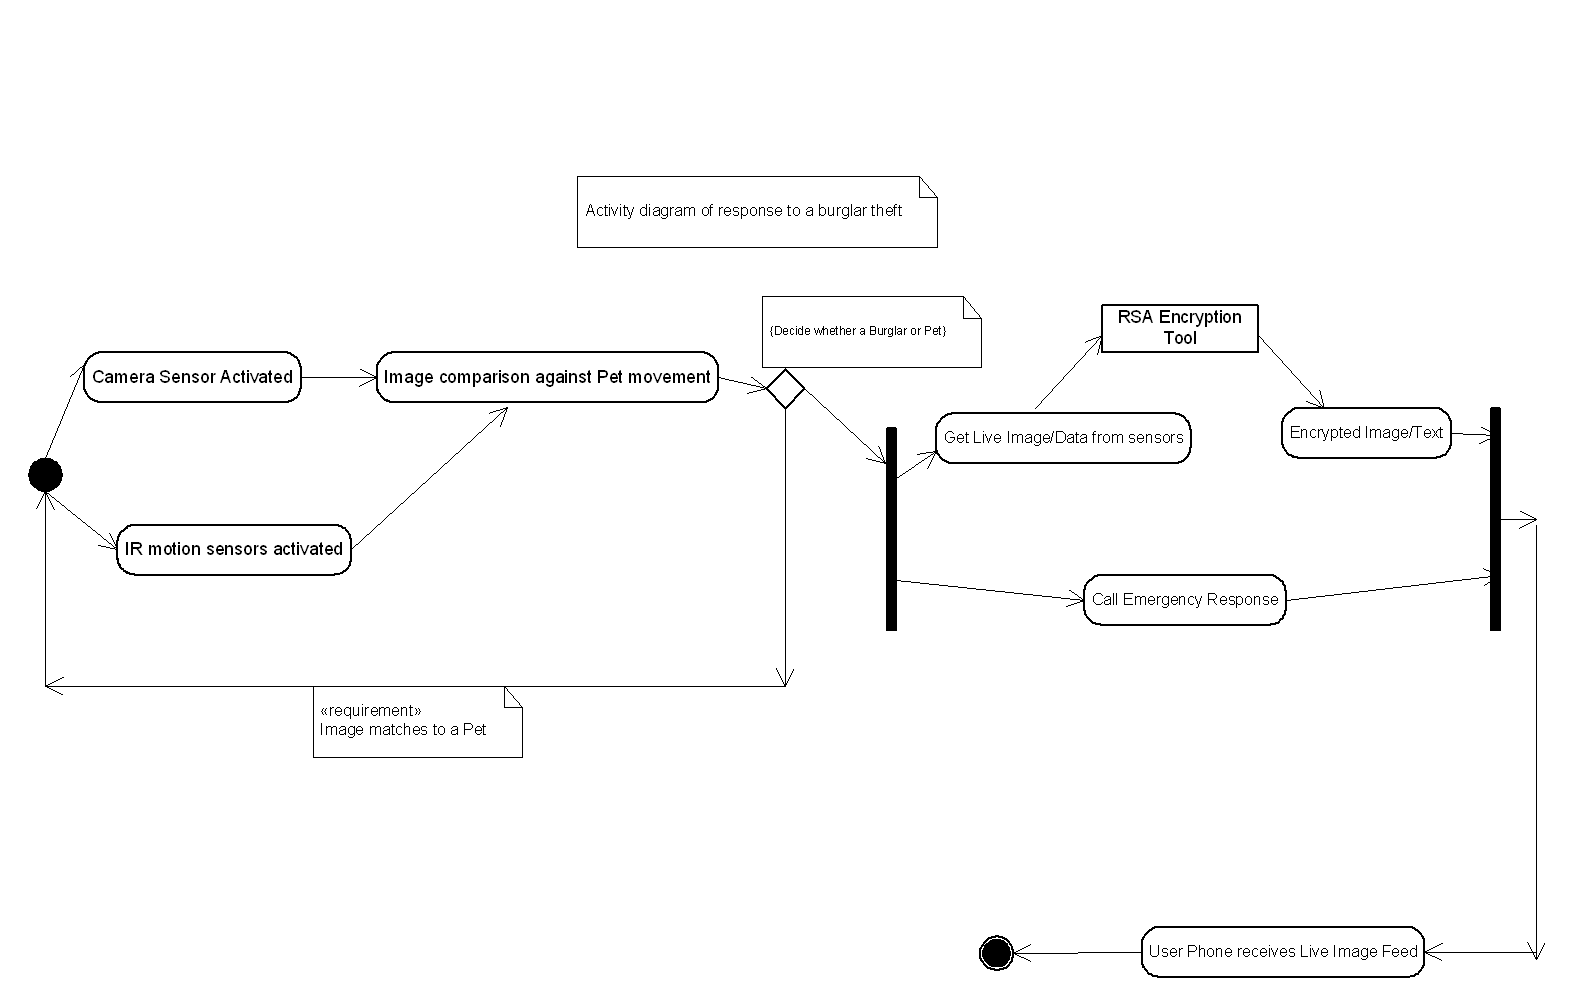 Activity diagram of response to a burglar theft
{Decide whether a Burglar or Pet}
RSA Encryption
Tool
Camera Sensor Activated
Image comparison against Pet movement
Get Live Image/Data from sensors
Encrypted Image/Text
IR motion sensors activated
Call Emergency Response
«requirement»
Image matches to a Pet
User Phone receives Live Image Feed